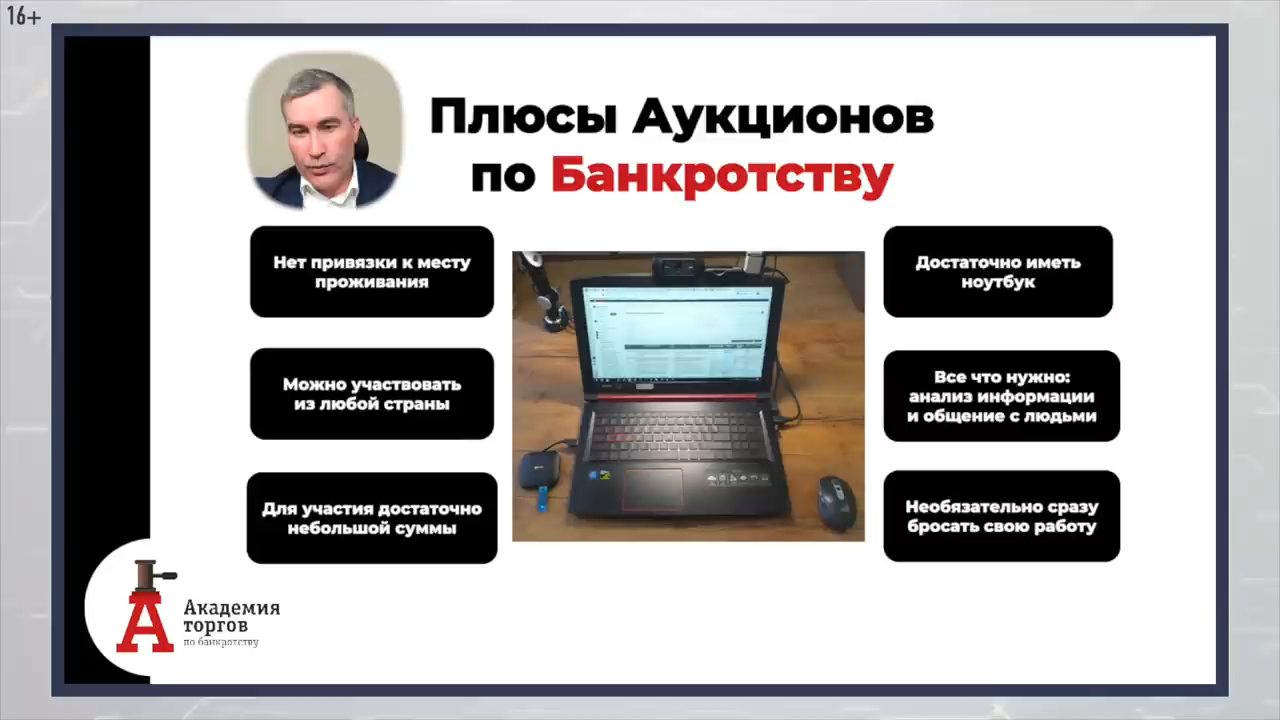 16+
Плюсы Аукционов
по Банкротству
Нет привязки к месту
проживания
Можно участвовать
из любой страны
Для участия достаточно
небольшой суммы
Достаточно иметь
ноутбук
Все что нужно:
анализ информации
и общение с людьми
Необязательно сразу
бросать свою работу
Академия
торгов
по банкротству